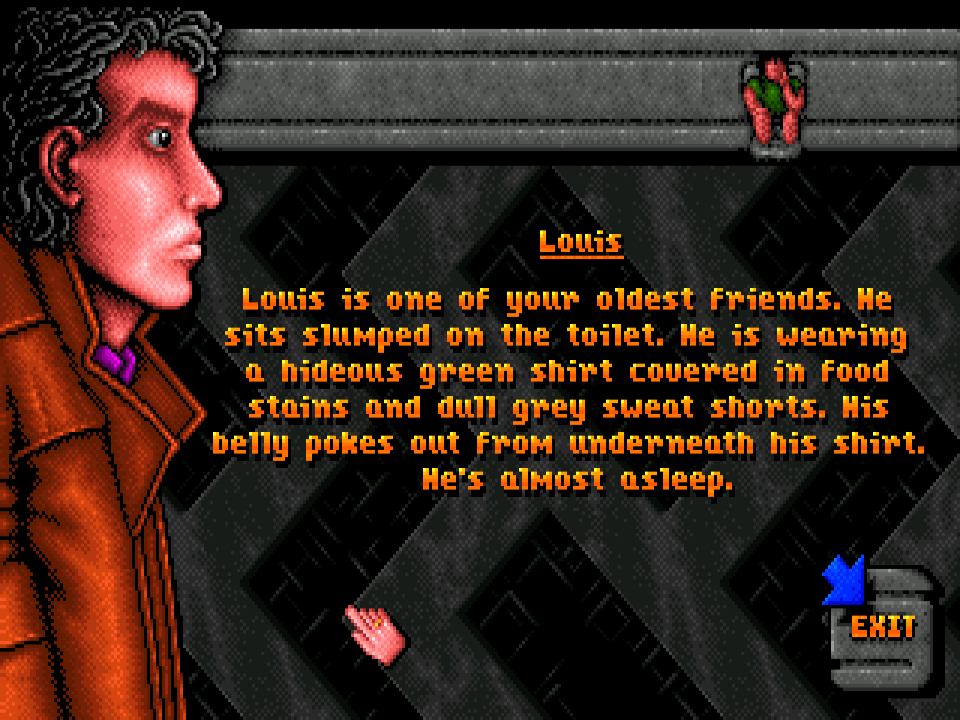 Louis
Louis is one of your oldest friends. He
sits slumped on the toilet. He is wearing
a hideous green shirt covered in food
stains and dull grey sweat shorts. His
belly pokes out from underneath his shirt.
He's almost asleep.
EXIT